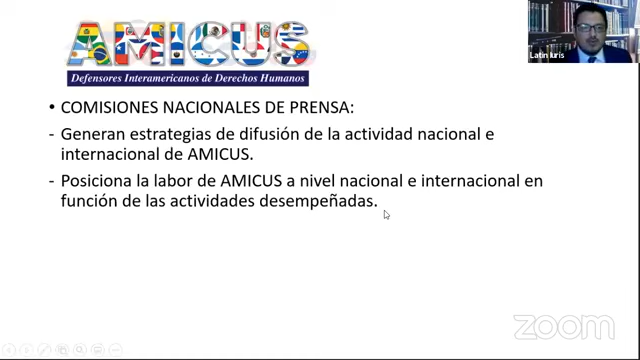 AMICUS
Defensores Interamericanos de Derechos Humanos
Latin Iuris
• COMISIONES NACIONALES DE PRENSA:
- Generan estrategias de difusión de la actividad nacional e
internacional de AMICUS.
- Posiciona la labor de AMICUS a nivel nacional e internacional en
función de las actividades desempeñadas.
zoom